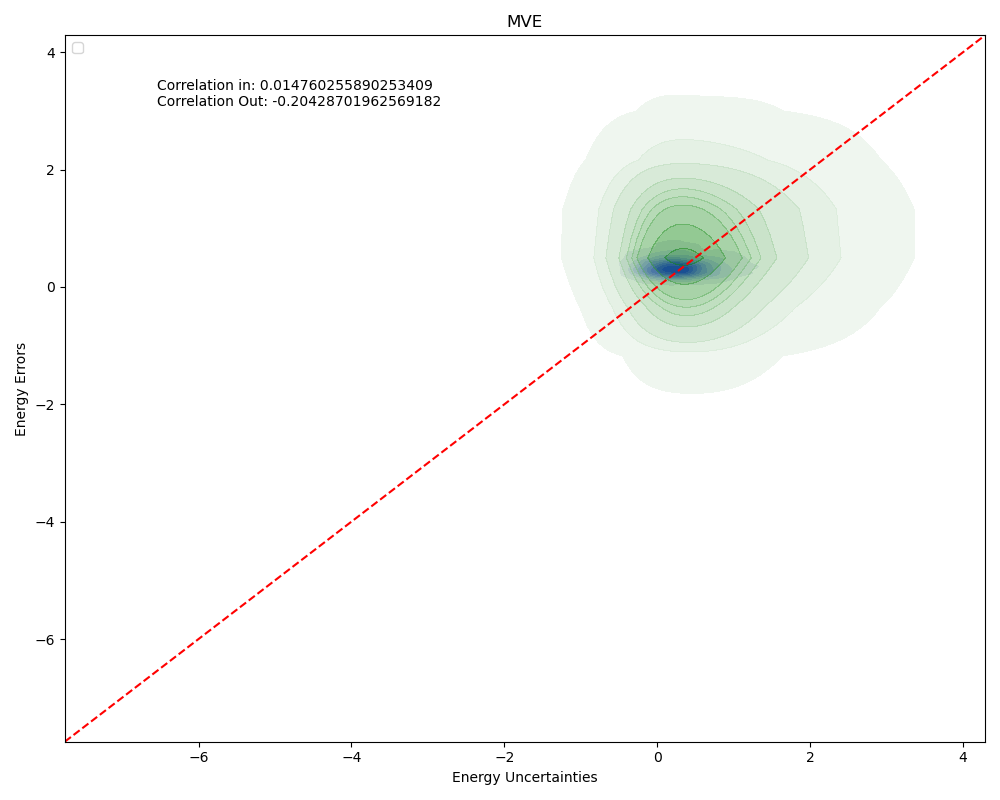 MVE
Correlation in: 0.014760255890253409
Correlation Out: -0.20428701962569182
4
2
0
−2
−4
−6
Energy Errors
−6 −4 −2 0 2 4
Energy Uncertainties